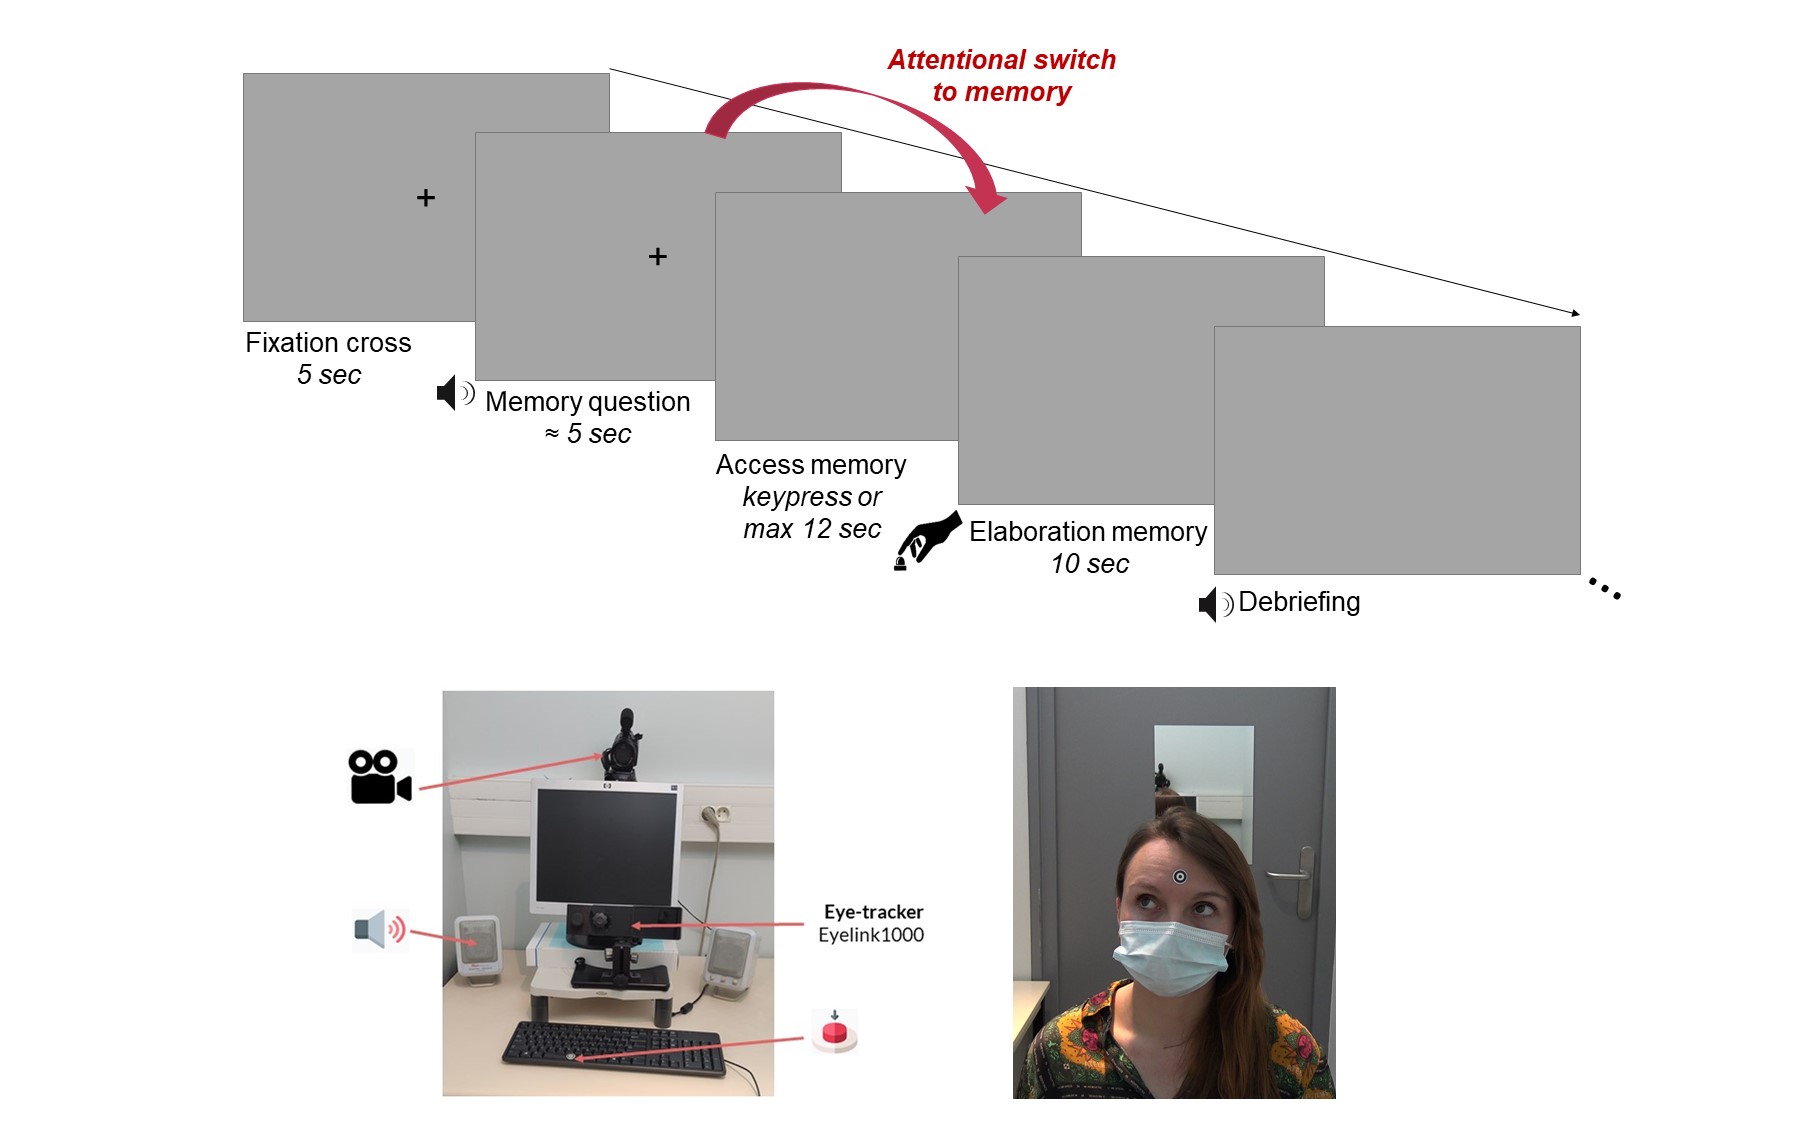 Attentional switch
to memory
+
+
Fixation cross
5 sec
Memory question
≈ 5 sec
Access memory
keypress or
max 12 sec
Elaboration memory
10 sec
Debriefing
...
hp
Eye-tracker
Eyelink1000